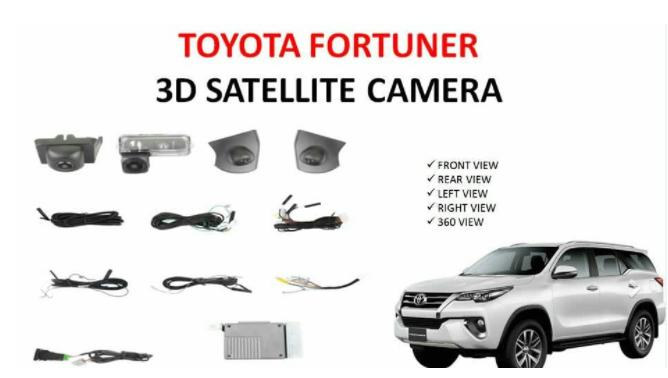 TOYOTA FORTUNER
3D SATELLITE CAMERA
✓ FRONT VIEW
✓ REAR VIEW
✓ LEFT VIEW
✓ RIGHT VIEW
✓ 360 VIEW